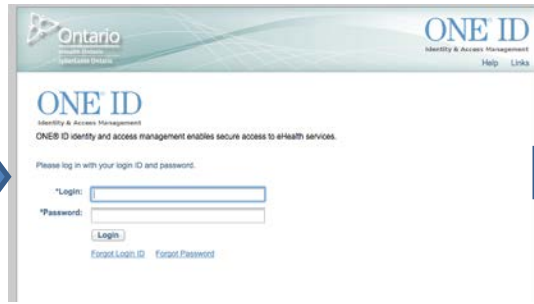 Ontario
ONE ID
Identity & Access Management
Help Links
ONE ID
Identity & Access Management
ONE® ID identity and access management enables secure access to eHealth services.
Please log in with your login ID and password.
*Login:
*Password:
Login
Forgot Login ID Forgot Password